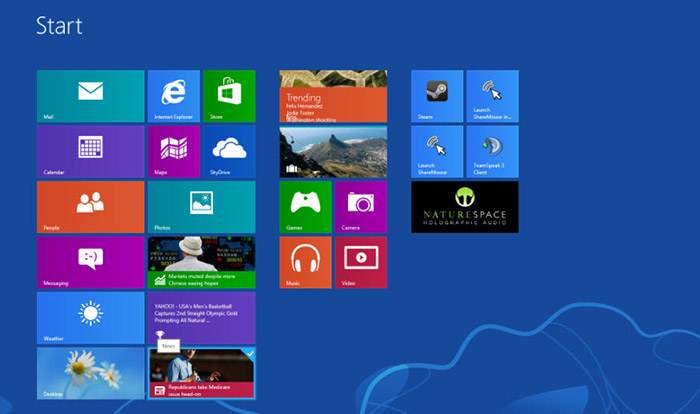 Start
Mail
Internet Explorer
Store
Calendar
Maps
SkyDrive
People
Photos
Messaging
Markets muted despite more
Chinese easing hopes
Weather
YAHOO! - USA's Men's Basketball
Captures 2nd Straight Olympic Gold
Prompting All Natural ...
News
Desktop
Republicans take Medicare
issue head-on
Trending
Felix Hernandez
Jodie Foster
Washington shooting
Games
Camera
Music
Video
Steam
Launch
ShareMouse in...
Launch
ShareMouse
TeamSpeak 3
Client
NATURESPACE
HOLOGRAPHIC AUDIO